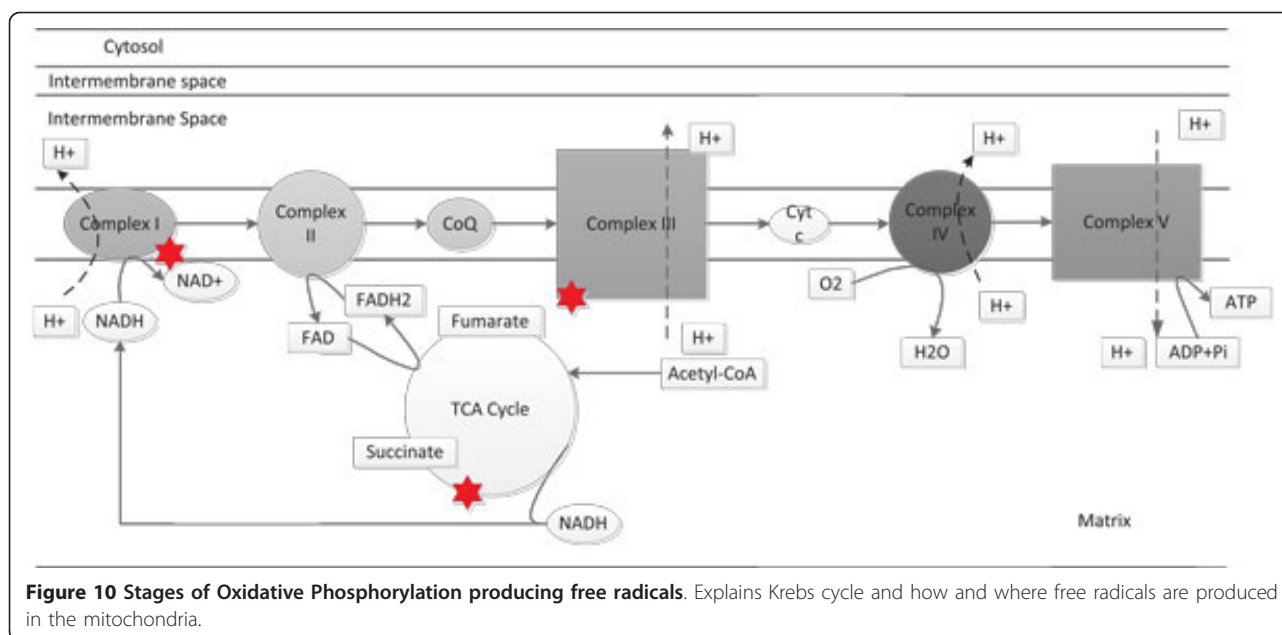 Cytosol
Intermembrane space
Intermembrane Space
H+
H+
H+
H+
Complex I
Complex
II
CoQ
Complex III
Cyt
c
Complex
IV
Complex V
NAD+
H+
NADH
FADH2
FAD
Fumarate
H+
O2
H+
ATP
H2O
H+
ADP+Pi
Acetyl-CoA
TCA Cycle
Succinate
NADH
Matrix
Figure 10 Stages of Oxidative Phosphorylation producing free radicals. Explains Krebs cycle and how and where free radicals are produced
in the mitochondria.